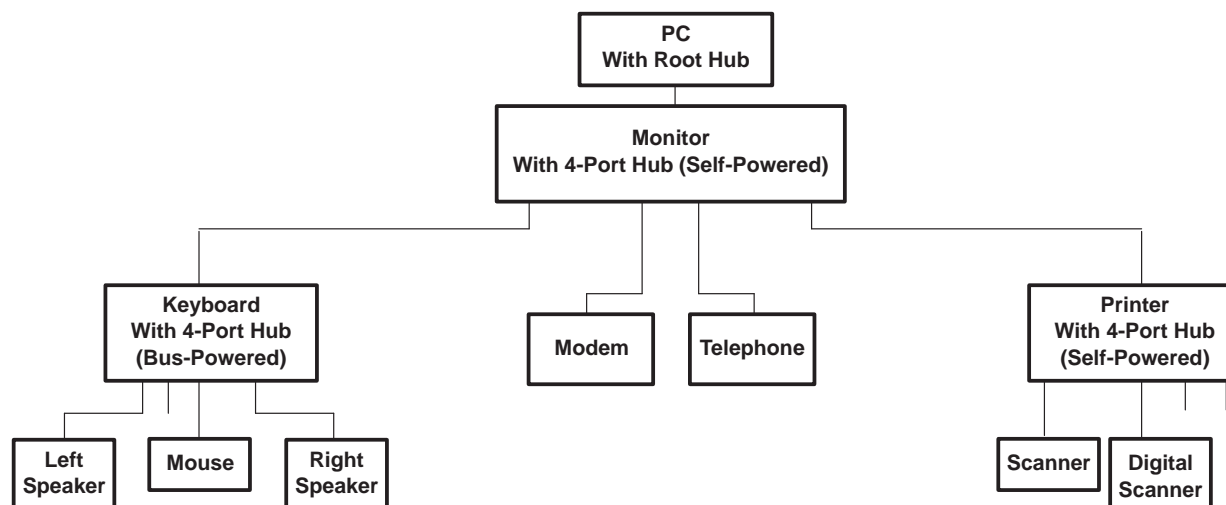 PC
With Root Hub
Monitor
With 4-Port Hub (Self-Powered)
Keyboard
With 4-Port Hub
(Bus-Powered)
Modem
Telephone
Printer
With 4-Port Hub
(Self-Powered)
Left
Speaker
Mouse
Right
Speaker
Scanner
Digital
Scanner